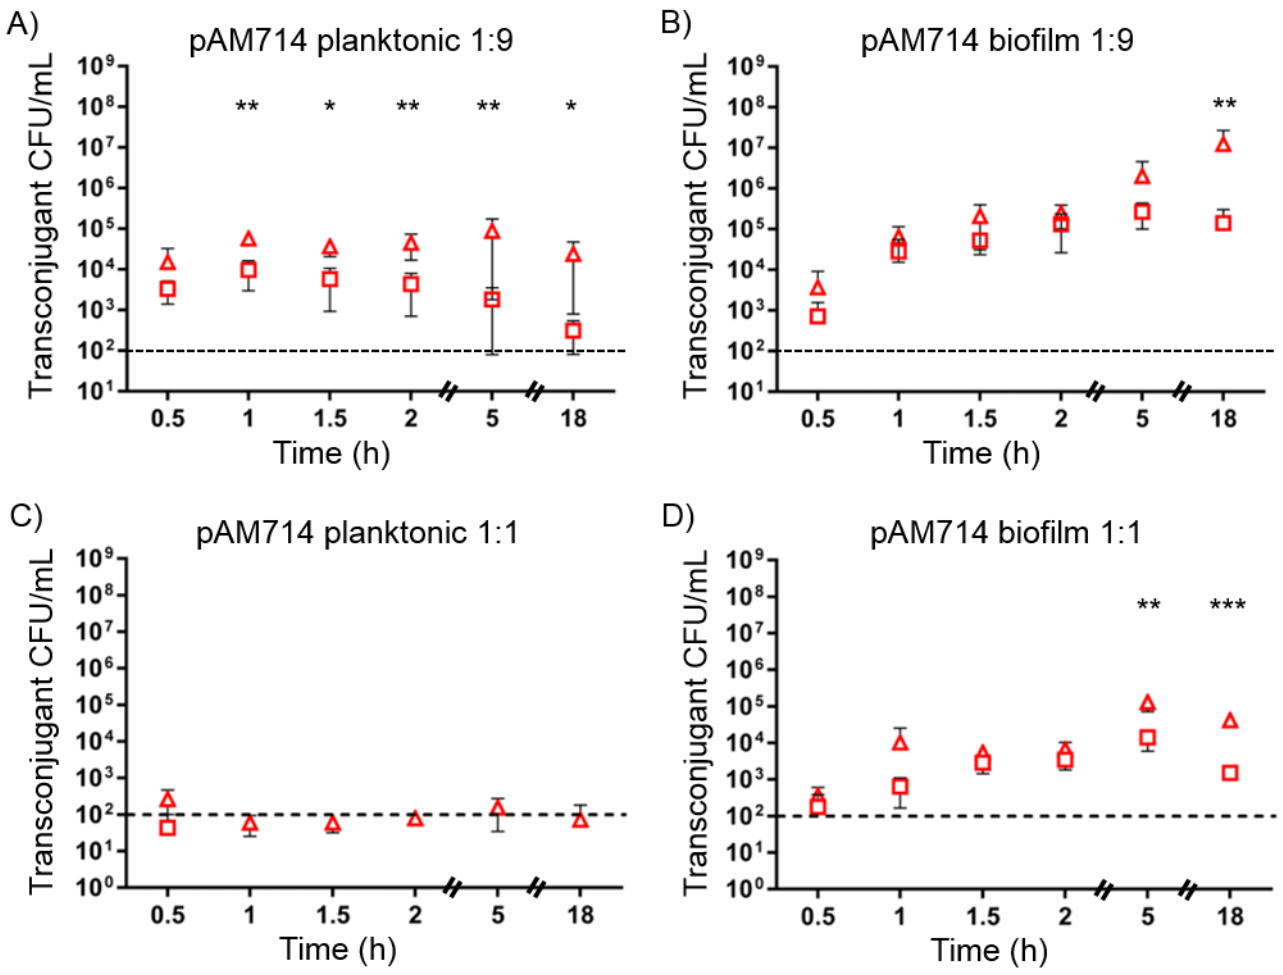 A)
pAM714 planktonic 1:9
Transconjugant CFU/mL
10⁹
10⁸
10⁷
10⁶
10⁵
10⁴
10³
10²
10¹
** * ** ** *
0.5 1 1.5 2 5 18
Time (h)
B)
pAM714 biofilm 1:9
Transconjugant CFU/mL
10⁹
10⁸
10⁷
10⁶
10⁵
10⁴
10³
10²
10¹
**
0.5 1 1.5 2 5 18
Time (h)
C)
pAM714 planktonic 1:1
Transconjugant CFU/mL
10⁹
10⁸
10⁷
10⁶
10⁵
10⁴
10³
10²
10¹
10⁰
0.5 1 1.5 2 5 18
Time (h)
D)
pAM714 biofilm 1:1
Transconjugant CFU/mL
10⁹
10⁸
10⁷
10⁶
10⁵
10⁴
10³
10²
10¹
10⁰
** ***
0.5 1 1.5 2 5 18
Time (h)